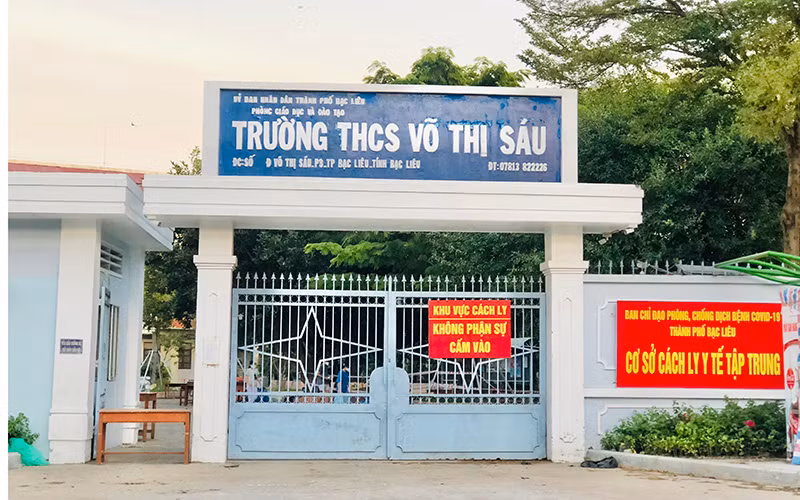 UỶ BAN NHÂN DÂN THÀNH PHỐ BẠC LIÊU
PHÒNG GIÁO DỤC VÀ ĐÀO TẠO
TRƯỜNG THCS VÕ THỊ SÁU
ĐC:SỐ Đ VÕ THỊ SÁU.P3.TP BẠC LIÊU.TỈNH BẠC LIÊU
ĐT:07813 822226
KHU VỰC CÁCH LY
KHÔNG PHẬN SỰ
CẤM VÀO
BAN CHỈ ĐẠO PHÒNG, CHỐNG DỊCH BỆNH COVID-19
THÀNH PHỐ BẠC LIÊU
CƠ SỞ CÁCH LY Y TẾ TẬP TRUNG